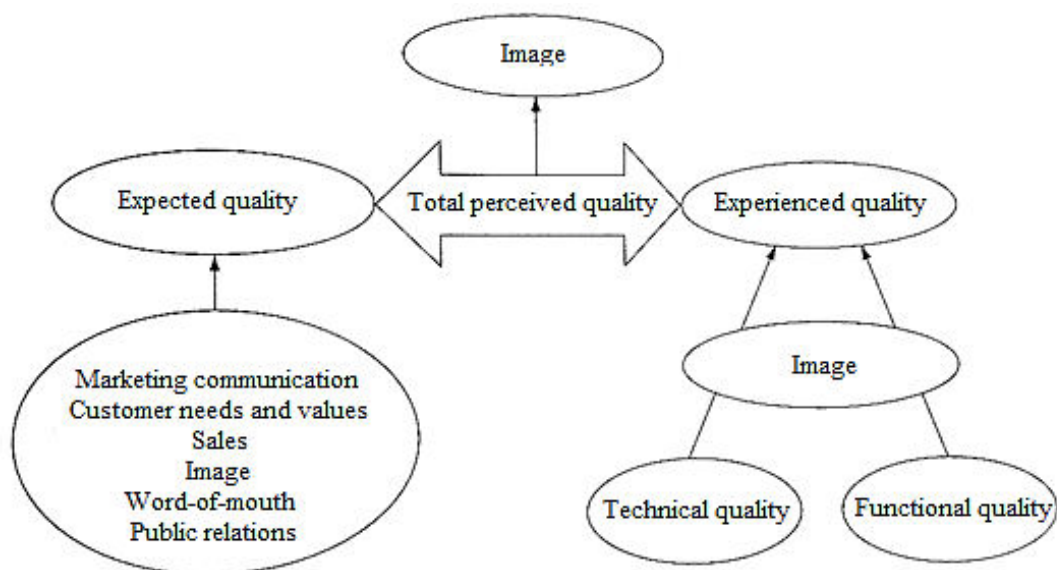 Image
Expected quality
Total perceived quality
Experienced quality
Marketing communication
Customer needs and values
Sales
Image
Word-of-mouth
Public relations
Image
Technical quality
Functional quality